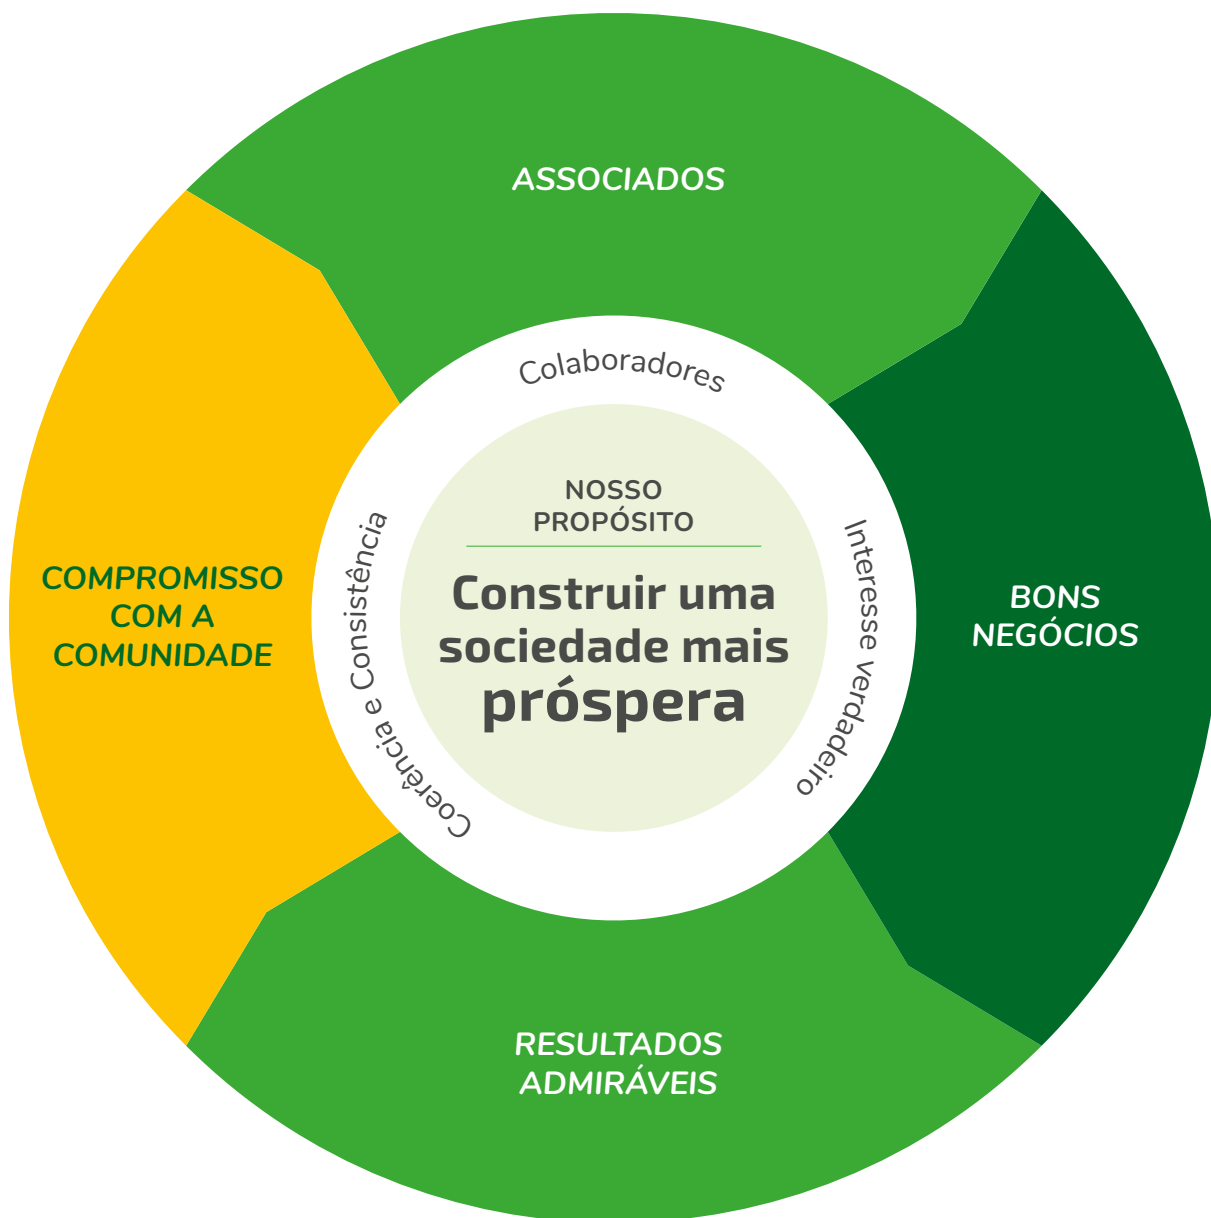 ASSOCIADOS
Colaboradores
NOSSO
PROPÓSITO
Construir uma
sociedade mais
próspera
Coerência e Consistência
Interesse verdadeiro
COMPROMISSO
COM A
COMUNIDADE
BONS
NEGÓCIOS
RESULTADOS
ADMIRÁVEIS